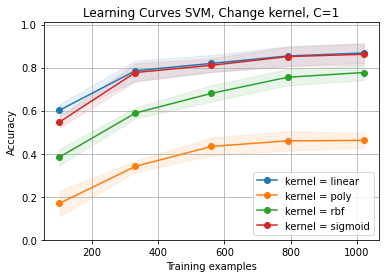 Learning Curves SVM, Change kernel, C=1
1.0
0.8
0.6
0.4
0.2
0.0
Accuracy
kernel = linear
kernel = poly
kernel = rbf
kernel = sigmoid
200 400 600 800 1000
Training examples